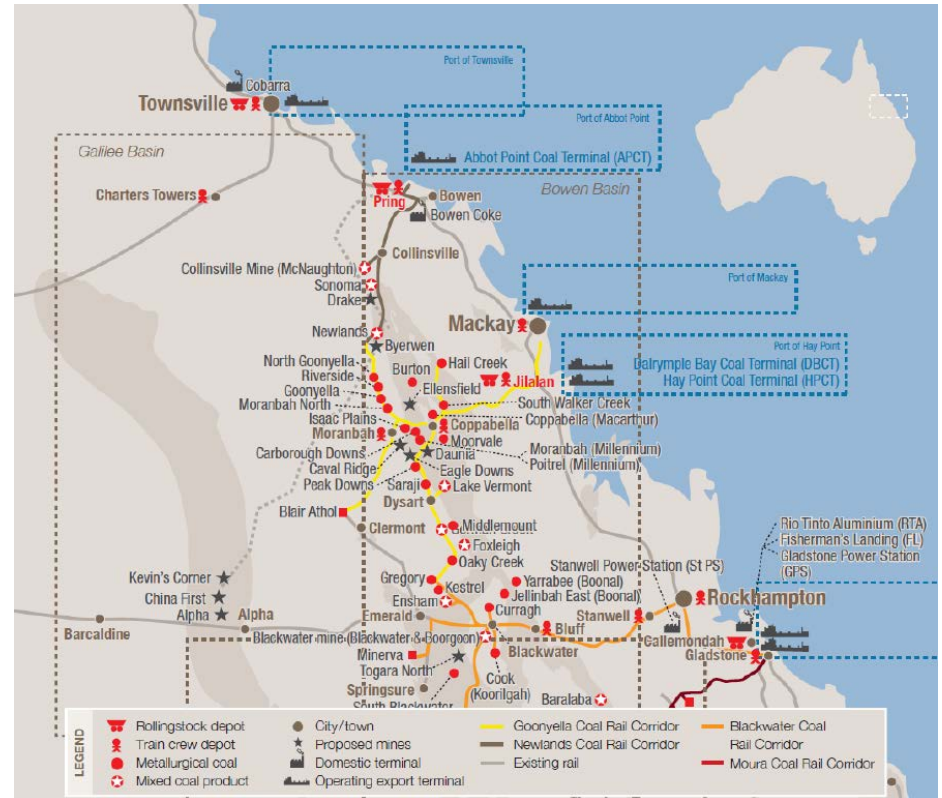 Port of Townsville
Cobarra
Townsville
Port of Abbot Point
Abbot Point Coal Terminal (APCT)
Galilee Basin
Bowen Basin
Charters Towers
Pring
Bowen
Bowen Coke
Collinsville
Collinsville Mine (McNaughton)
Sonoma
Drake
Port of Mackay
Newlands
Mackay
Byerwen
Port of Hay Point
Dalrymple Bay Coal Terminal (DBCT)
Hay Point Coal Terminal (HPCT)
North Goonyella
Hail Creek
Riverside
Burton
Jilalan
Goonyella
Ellensfield
Moranbah North
South Walker Creek
Isaac Plains
Coppabella (Macarthur)
Moranbah
Coppabella
Moorvale
Carborough Downs
Daunia
Moranbah (Millennium)
Caval Ridge
Poitrel (Millennium)
Eagle Downs
Peak Downs
Saraji
Lake Vermont
Dysart
Blair Athol
Clermont
Middlemount
Foxleigh
Oaky Creek
Rio Tinto Aluminium (RTA)
Fisherman's Landing (FL)
Gladstone Power Station
(GPS)
Stanwell Power Station (St PS)
Kevin's Corner
China First
Alpha
Alpha
Barcaldine
Gregory
Kestrel
Yarrabee (Boonal)
Jellinbah East (Boonal)
Ensham
Curragh
Rockhampton
Emerald
Stanwell
Bluff
Blackwater mine (Blackwater & Boorgoon)
Blackwater
Callemondah
Gladstone
Minerva
Togara North
Cook
(Koorilgah)
Springsure
South Blackwater
Baralaba
LEGEND
Rollingstock depot
Train crew depot
Metallurgical coal
Mixed coal product
City/town
Proposed mines
Domestic terminal
Operating export terminal
Goonyella Coal Rail Corridor
Newlands Coal Rail Corridor
Existing rail
Blackwater Coal
Rail Corridor
Moura Coal Rail Corridor